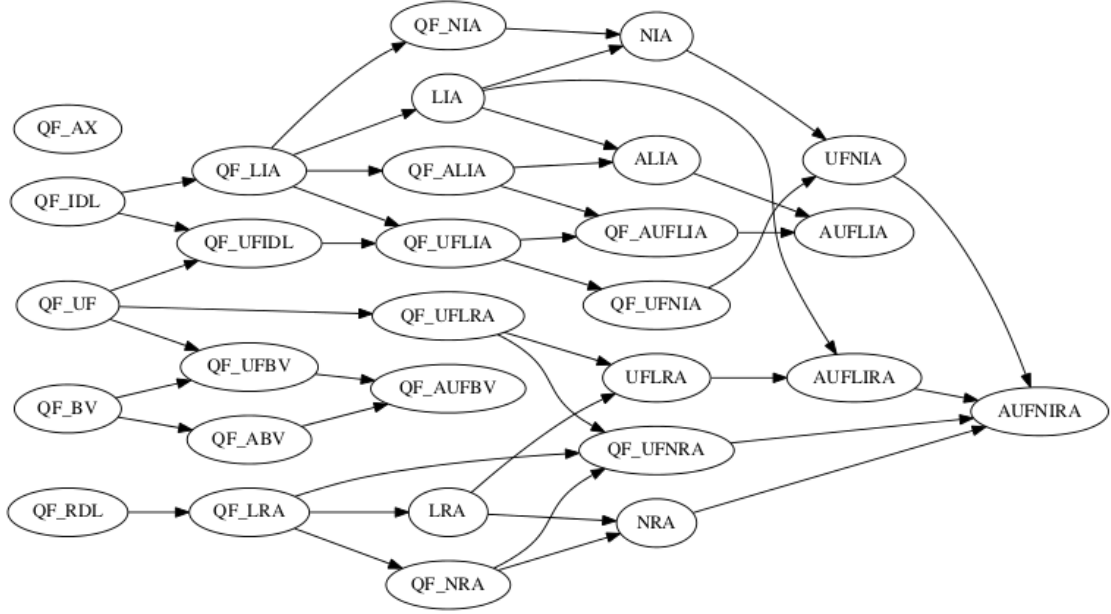 QF_NIA
NIA
LIA
QF_AX
QF_LIA
QF_ALIA
ALIA
UFNIA
QF_IDL
QF_UFIDL
QF_UFLIA
QF_AUFLIA
AUFLIA
QF_UF
QF_UFLRA
QF_UFNIA
QF_UFBV
QF_AUFBV
UFLRA
AUFLIRA
QF_BV
QF_ABV
QF_UFNRA
AUFNIRA
QF_RDL
QF_LRA
LRA
NRA
QF_NRA